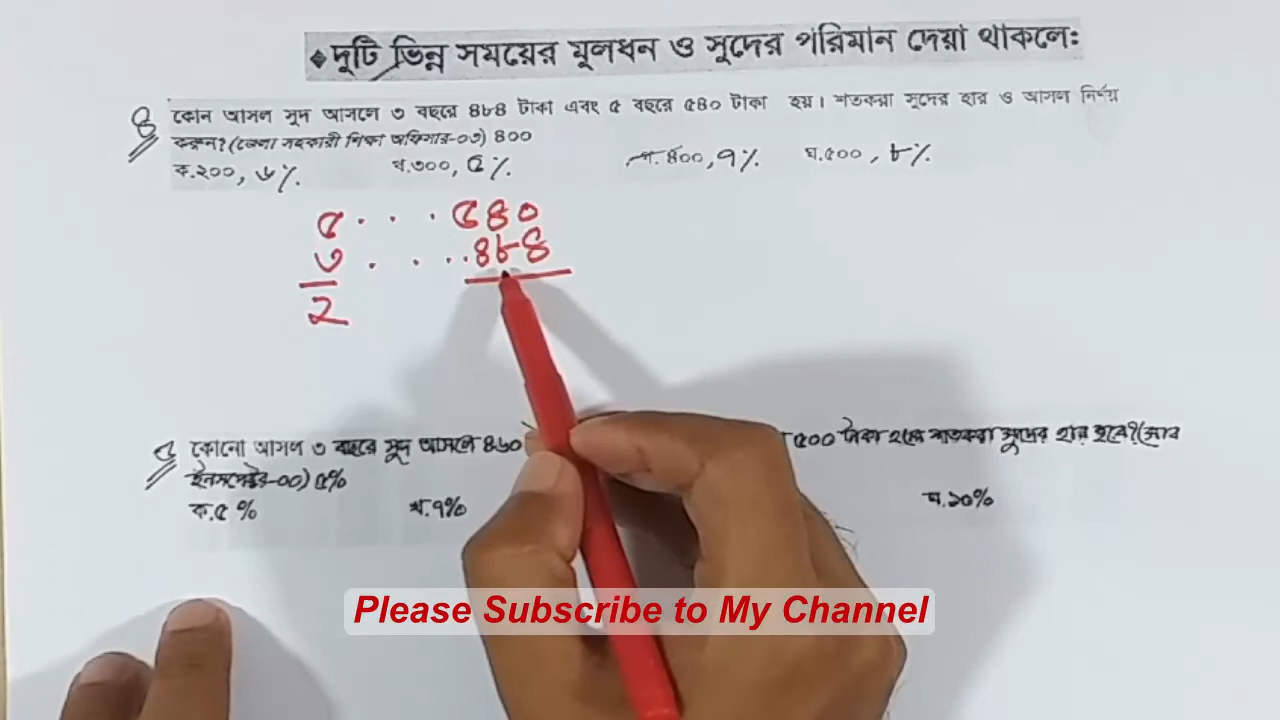 ◆দুটি ভিন্ন সময়ের মূলধন ও সুদের পরিমান দেয়া থাকলে:
কোন আসল সুদ আসলে ৩ বছরে ৪৮৪ টাকা এবং ৫ বছরে ৫৪০ টাকা হয়। শতকরা সুদের হার ও আসল নির্ণয়
করুন?(জেলা সহকারী শিক্ষা অফিসার-০৩) ৪০০
ক.২০০, ৬% খ.৩০০, ৫% গ.৪০০, ৭% ঘ.৫০০, ৮%
৫ . . . ৫৪০
৩ . . .. ৪৮৪
২
কোনো আসল ৩ বছরে সুদ আসলে ৪৬০ ৫০০ টাকা হলে শতকরা সুদের হার হবে?(সাব
ইনসপেক্টর-০০) ৫%
ক.৫% খ.৭% ঘ.১০%
Please Subscribe to My Channel